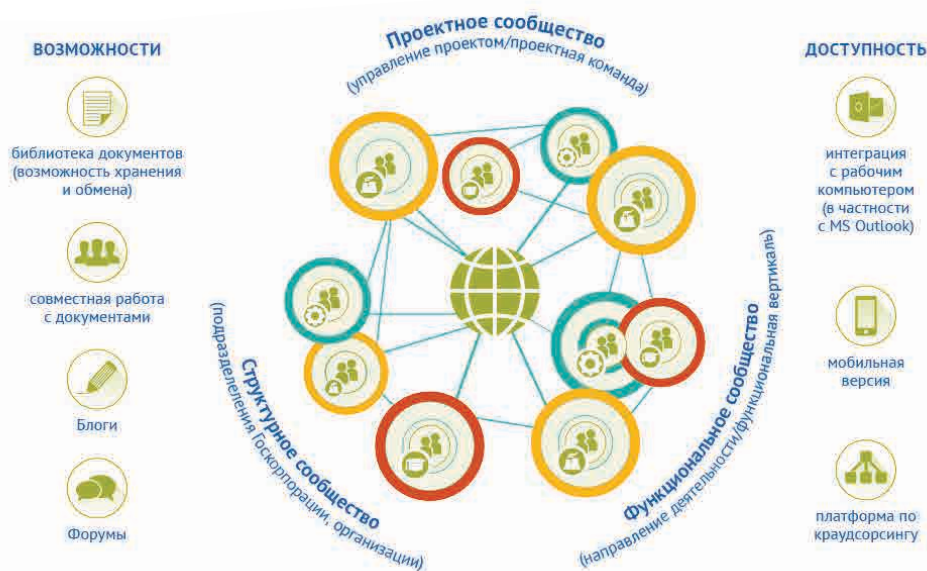 ВОЗМОЖНОСТИ
библиотека документов
(возможность хранения
и обмена)
совместная работа
с документами
Блоги
Форумы
Проектное сообщество
(управление проектом/проектная команда)
Структурное сообщество
(подразделения Госкорпорации, организации)
Функциональное сообщество
(направление деятельности/функциональная вертикаль)
ДОСТУПНОСТЬ
интеграция
с рабочим
компьютером
(в частности
с MS Outlook)
мобильная
версия
платформа по
краудсорсингу